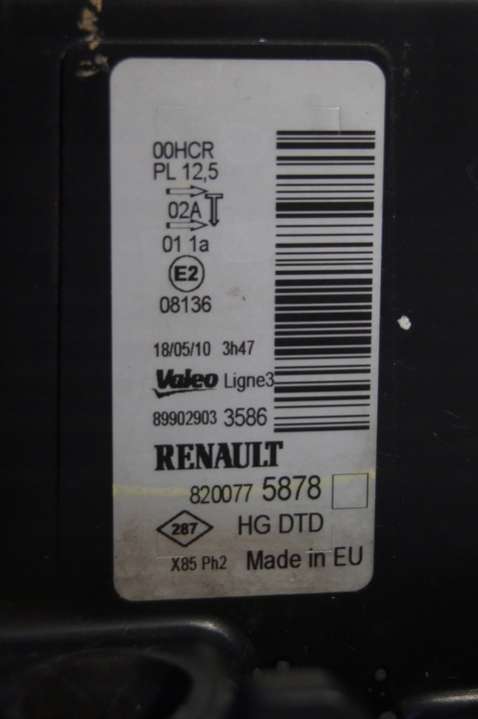 00HCR
PL 12,5
02A
01 1a
E2
08136
18/05/10 3h47
Valeo Ligne3
89902903 3586
RENAULT
820077 5878
287 HG DTD
X85 Ph2 Made in EU